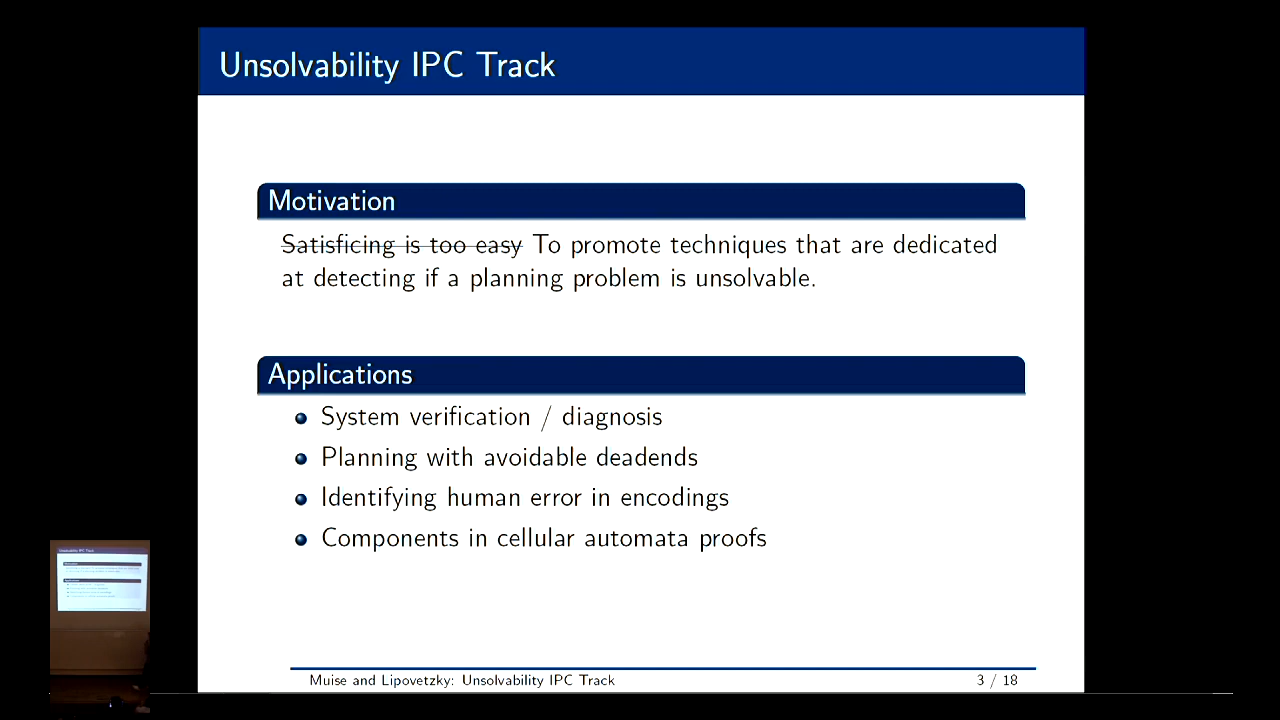 Unsolvability IPC Track
Motivation
Satisficing is too easy To promote techniques that are dedicated
at detecting if a planning problem is unsolvable.
Applications
System verification / diagnosis
Planning with avoidable deadends
Identifying human error in encodings
Components in cellular automata proofs
Muise and Lipovetzky: Unsolvability IPC Track 3 / 18